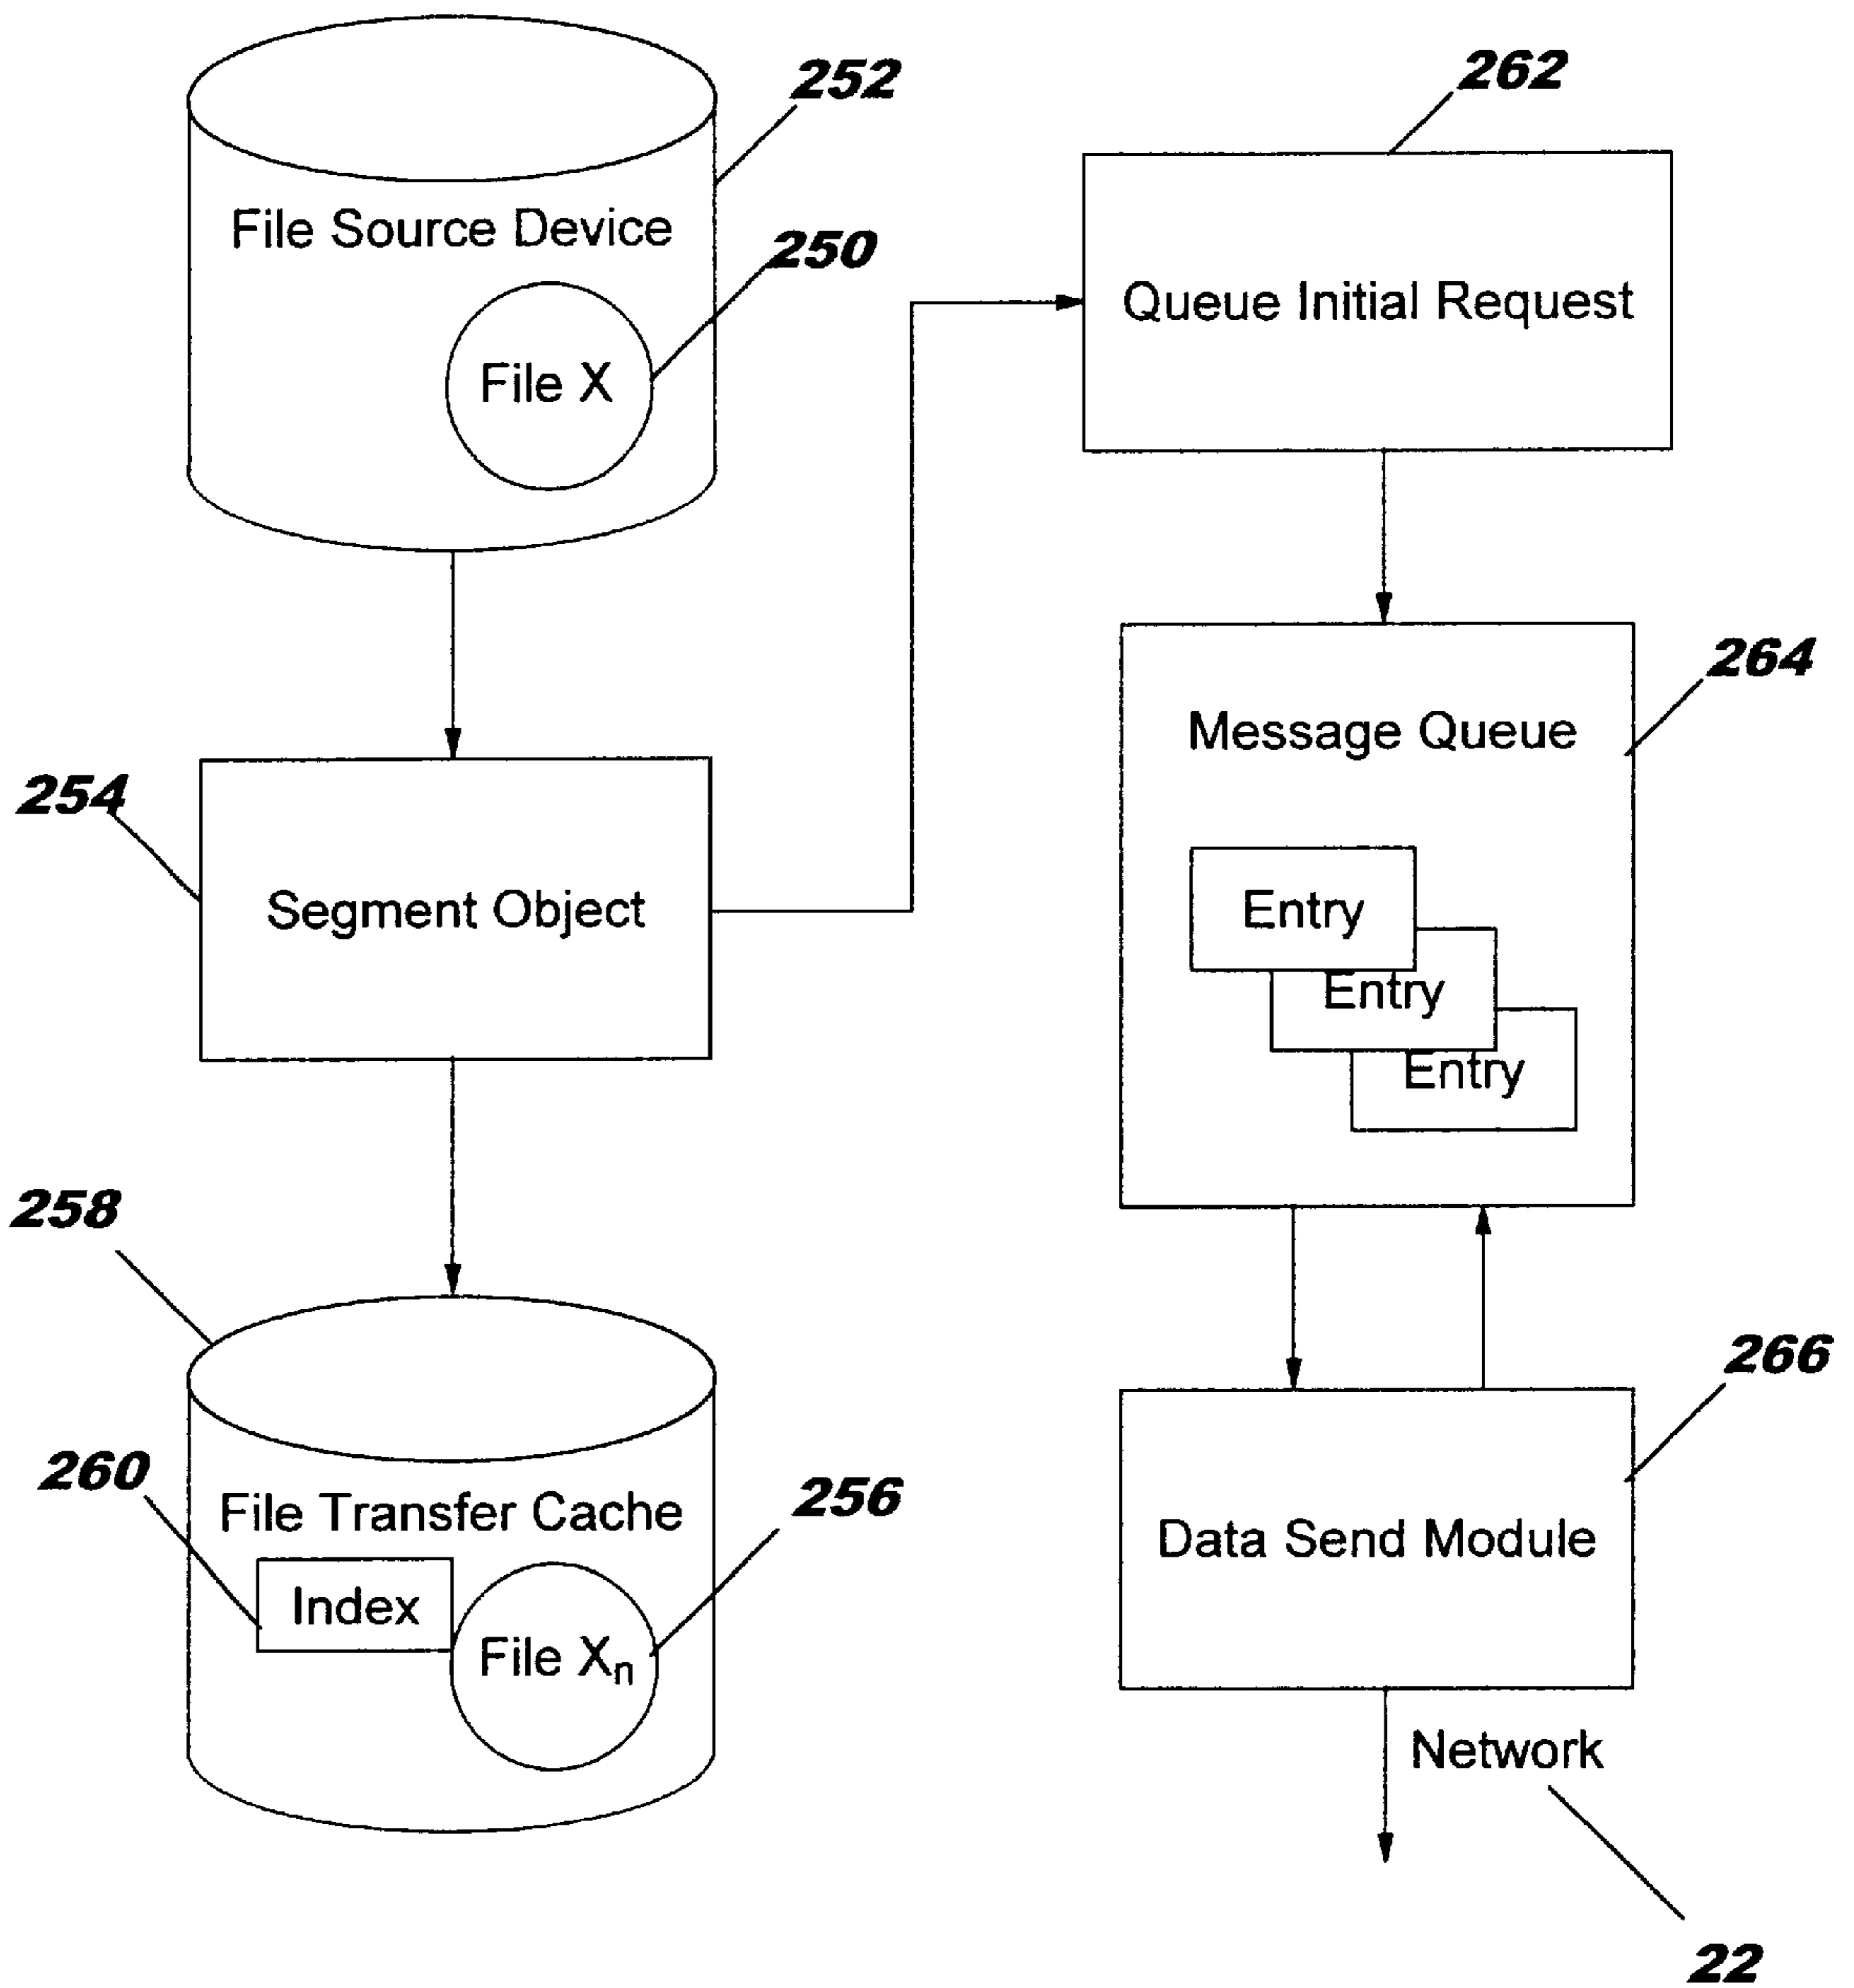 252
File Source Device
250
File X
254
Segment Object
258
260
File Transfer Cache
256
Index
File Xn
262
Queue Initial Request
264
Message Queue
Entry
Entry
Entry
266
Data Send Module
Network
22